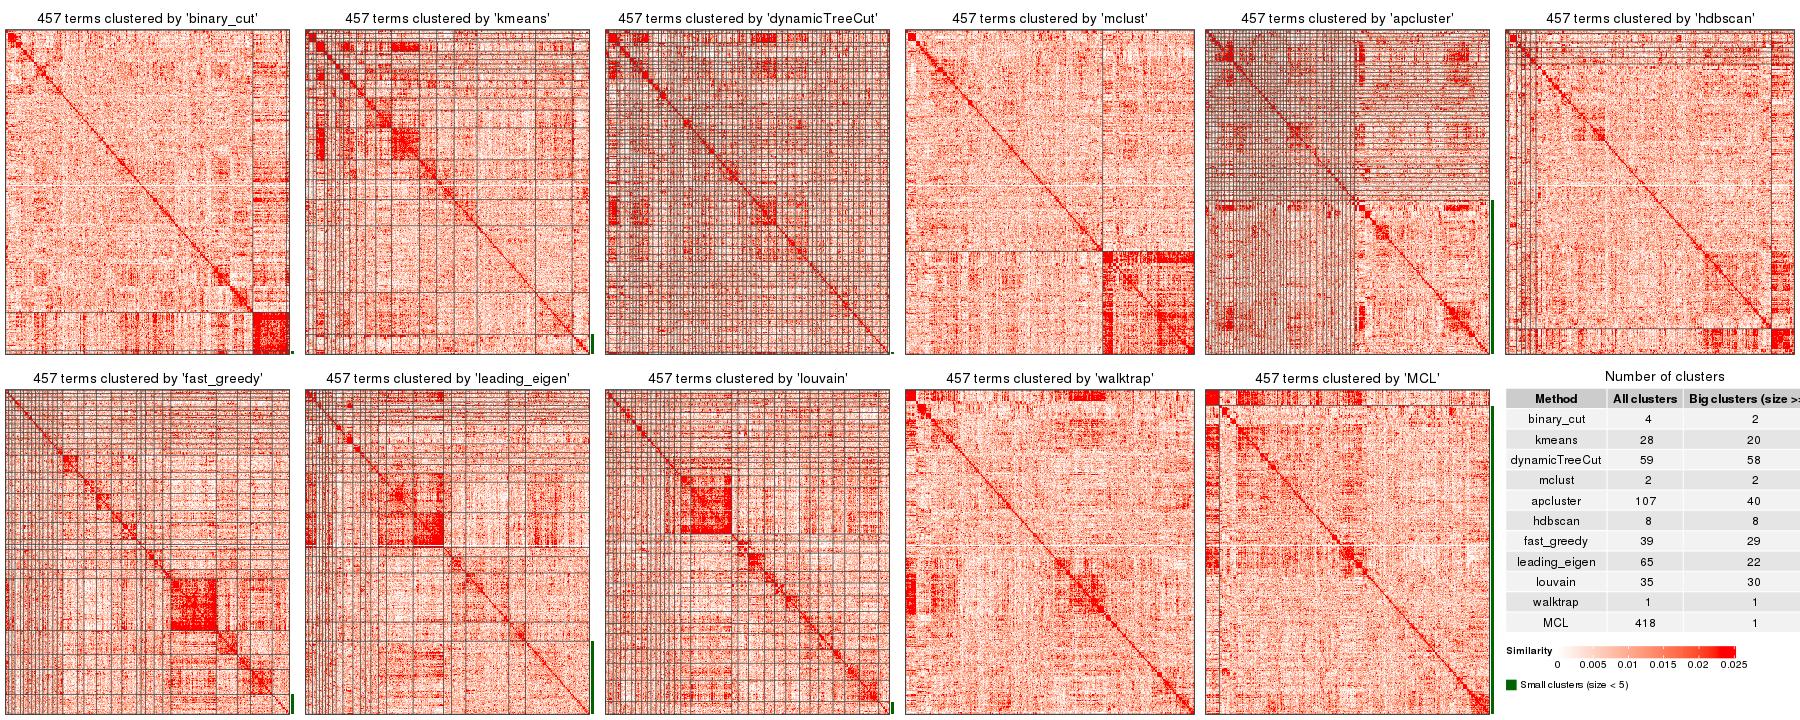 457 terms clustered by 'binary_cut'
457 terms clustered by 'kmeans'
457 terms clustered by 'dynamicTreeCut'
457 terms clustered by 'mclust'
457 terms clustered by 'apcluster'
457 terms clustered by 'hdbscan'
457 terms clustered by 'fast_greedy'
457 terms clustered by 'leading_eigen'
457 terms clustered by 'louvain'
457 terms clustered by 'walktrap'
457 terms clustered by 'MCL'
Number of clusters
Method All clusters Big clusters (size >=
binary_cut 4 2
kmeans 28 20
dynamicTreeCut 59 58
mclust 2 2
apcluster 107 40
hdbscan 8 8
fast_greedy 39 29
leading_eigen 65 22
louvain 35 30
walktrap 1 1
MCL 418 1
Similarity
0 0.005 0.01 0.015 0.02 0.025
Small clusters (size < 5)